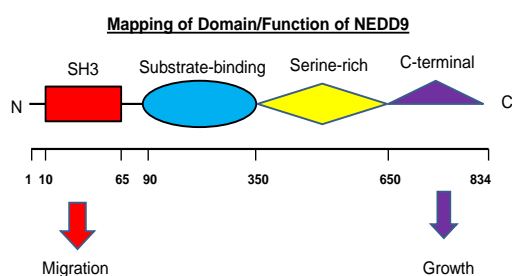 Mapping of Domain/Function of NEDD9
SH3 Substrate-binding Serine-rich C-terminal
N C
1 10 65 90 350 650 834
Migration Growth